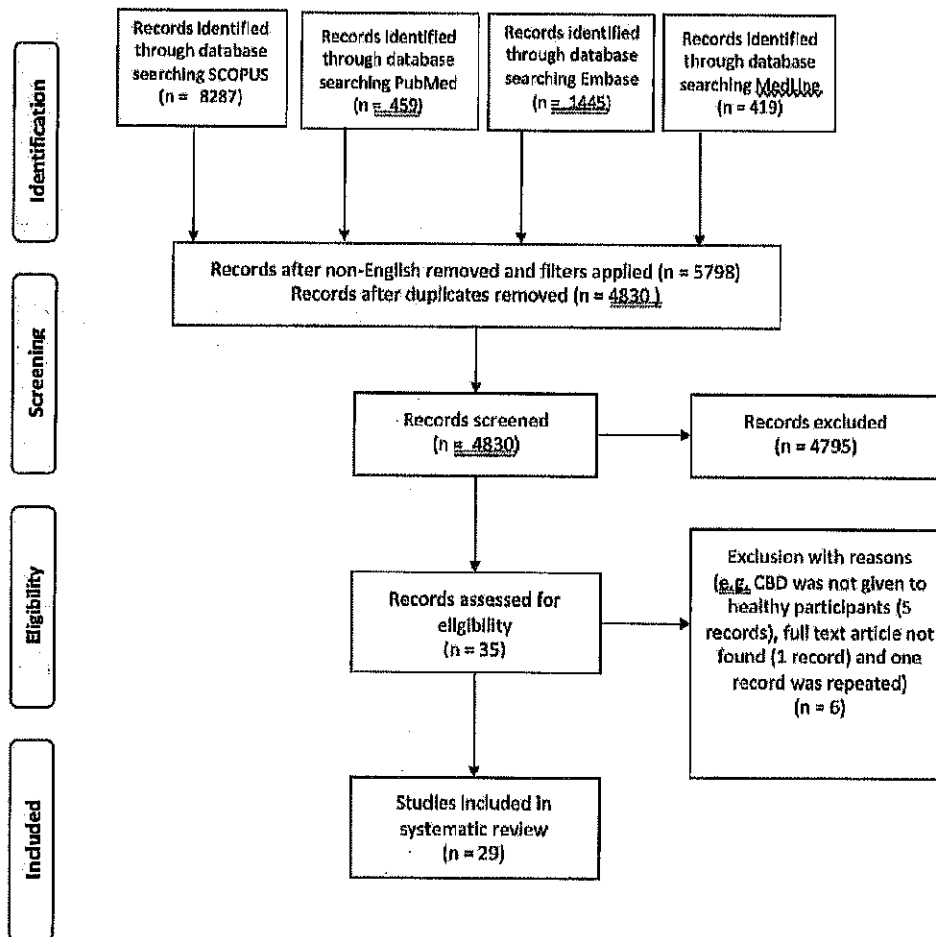 Identification
Records identified
through database
searching SCOPUS
(n = 8287)
Records identified
through database
searching PubMed
(n = 459)
Records identified
through database
searching Embase
(n = 1445)
Records identified
through database
searching MedLine
(n = 419)
Records after non-English removed and filters applied (n = 5798)
Records after duplicates removed (n = 4830 )
Screening
Records screened
(n = 4830)
Records excluded
(n = 4795)
Eligibility
Records assessed for
eligibility
(n = 35)
Exclusion with reasons
(e.g. CBD was not given to
healthy participants (5
records), full text article not
found (1 record) and one
record was repeated)
(n = 6)
Included
Studies included in
systematic review
(n = 29)